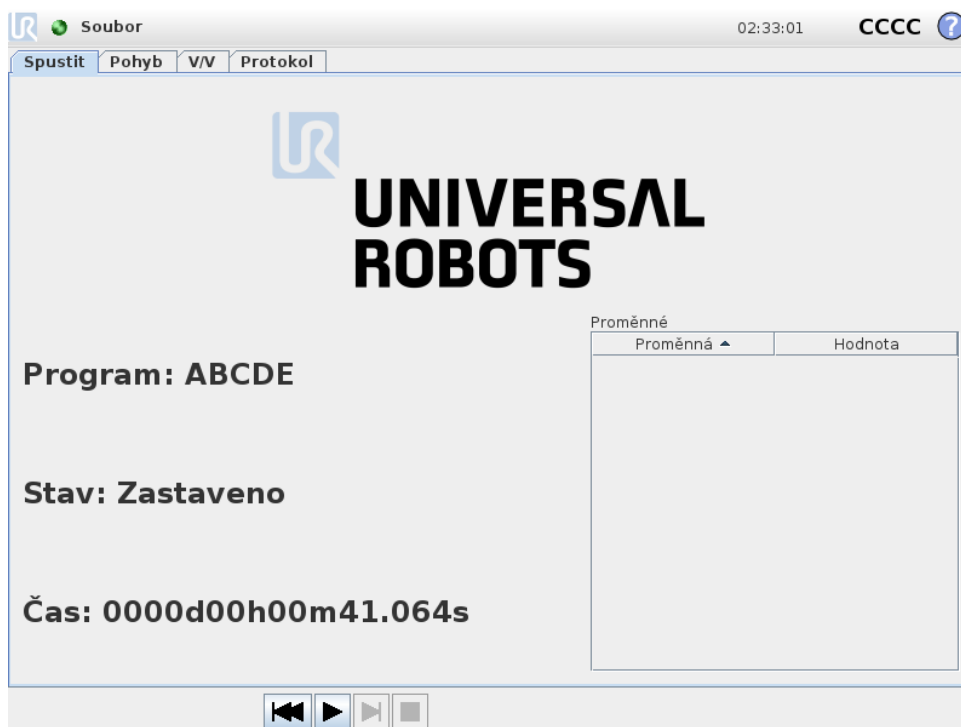 Soubor
02:33:01
CCCC
?
Spustit
Pohyb
V/V
Protokol
UR
UNIVERSAL
ROBOTS
Proměnné
Proměnná
Hodnota
Program: ABCDE
Stav: Zastaveno
Čas: 0000d00h00m41.064s